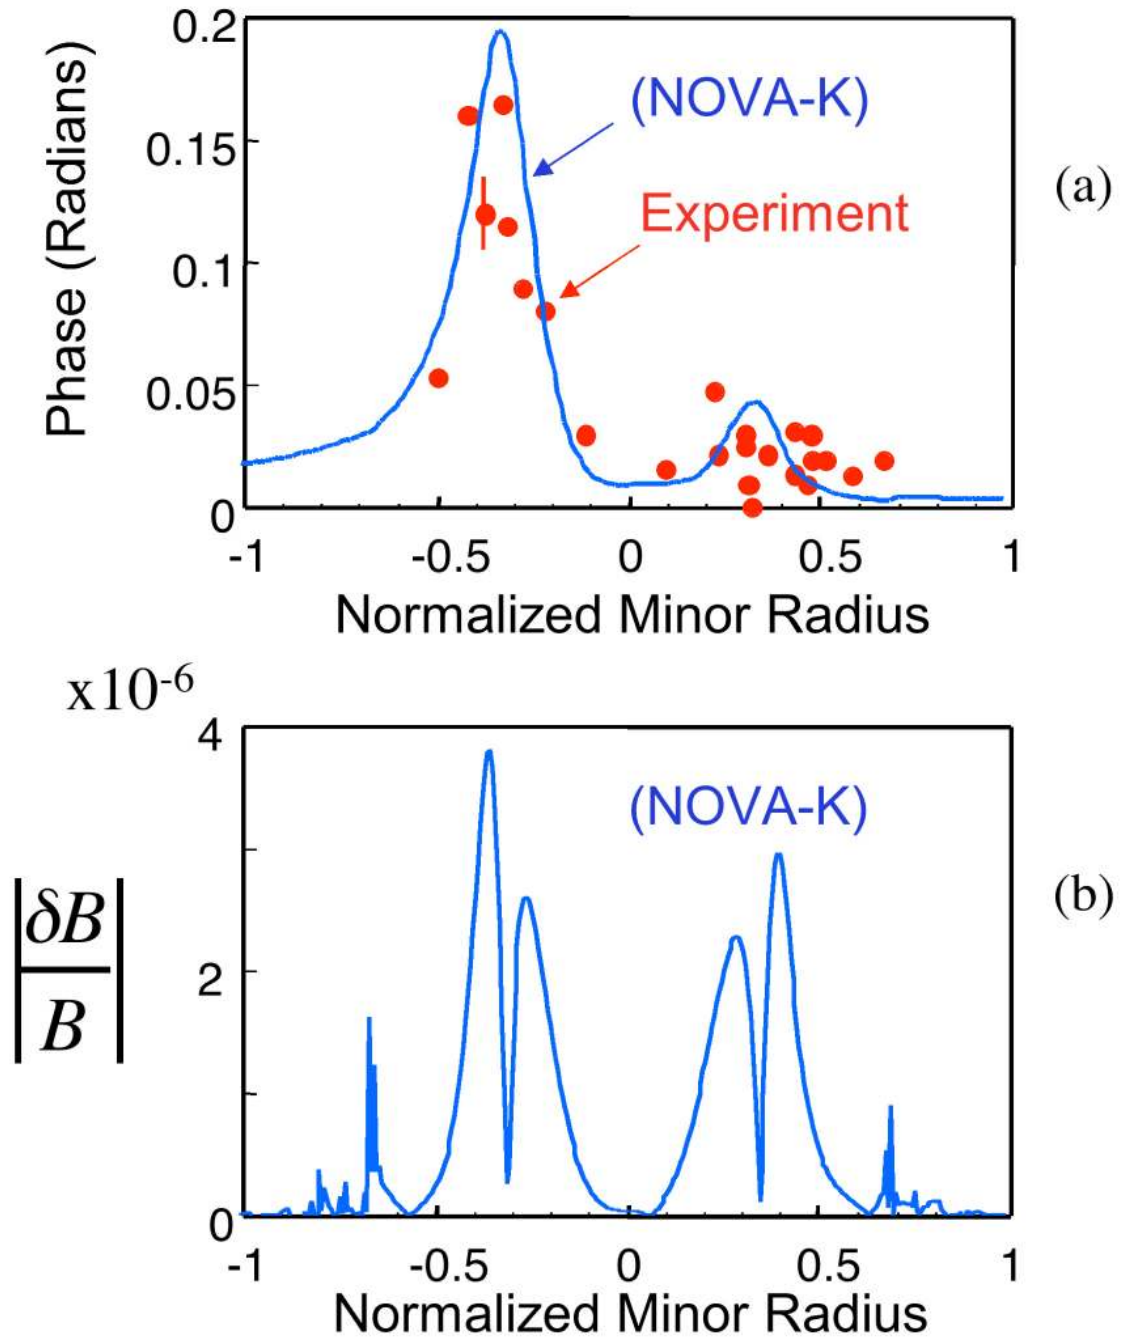 0.2
(NOVA-K)
0.15
(a)
Experiment
Phase (Radians)
0.1
0.05
0
-1 -0.5 0 0.5 1
Normalized Minor Radius
x10-6
4
(NOVA-K)
(b)
|δB/B|
2
0
-1 -0.5 0 0.5 1
Normalized Minor Radius